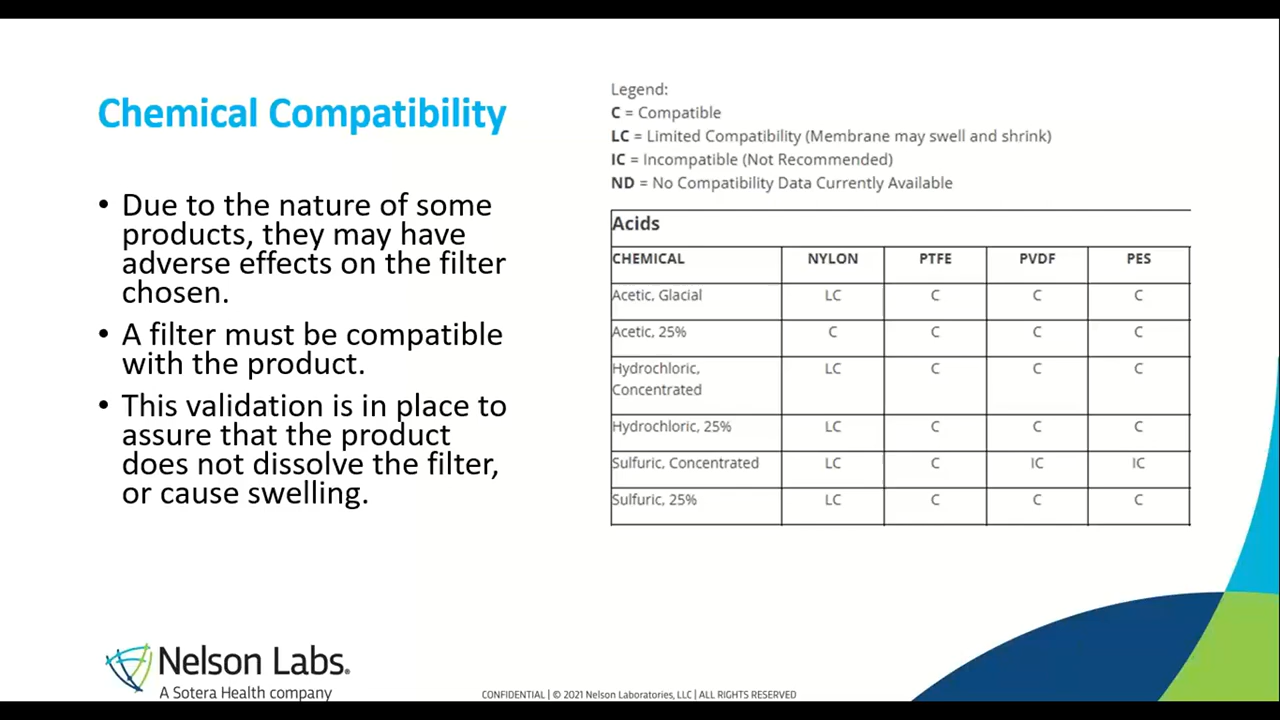 Chemical Compatibility
• Due to the nature of some
products, they may have
adverse effects on the filter
chosen.
• A filter must be compatible
with the product.
• This validation is in place to
assure that the product
does not dissolve the filter,
or cause swelling.
Legend:
C = Compatible
LC = Limited Compatibility (Membrane may swell and shrink)
IC = Incompatible (Not Recommended)
ND = No Compatibility Data Currently Available
Acids
CHEMICAL NYLON PTFE PVDF PES
Acetic, Glacial LC C C C
Acetic, 25% C C C C
Hydrochloric, LC C C C
Concentrated
Hydrochloric, 25% LC C C C
Sulfuric, Concentrated LC C IC IC
Sulfuric, 25% LC C C C
Nelson Labs®
A Sotera Health company
CONFIDENTIAL | © 2021 Nelson Laboratories, LLC | ALL RIGHTS RESERVED